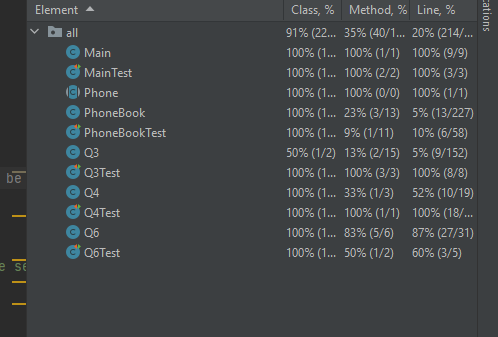 Element Class, % Method, % Line, %
all 91% (22... 35% (40/1... 20% (214/...
Main 100% (1... 100% (1/1) 100% (9/9)
MainTest 100% (1... 100% (2/2) 100% (3/3)
Phone 100% (1... 100% (0/0) 100% (1/1)
PhoneBook 100% (1... 23% (3/13) 5% (13/227)
PhoneBookTest 100% (1... 9% (1/11) 10% (6/58)
Q3 50% (1/2) 13% (2/15) 5% (9/152)
Q3Test 100% (1... 100% (3/3) 100% (8/8)
Q4 100% (1... 33% (1/3) 52% (10/19)
Q4Test 100% (1... 100% (1/1) 100% (18/...
Q6 100% (1... 83% (5/6) 87% (27/31)
Q6Test 100% (1... 50% (1/2) 60% (3/5)
be
e se
cations